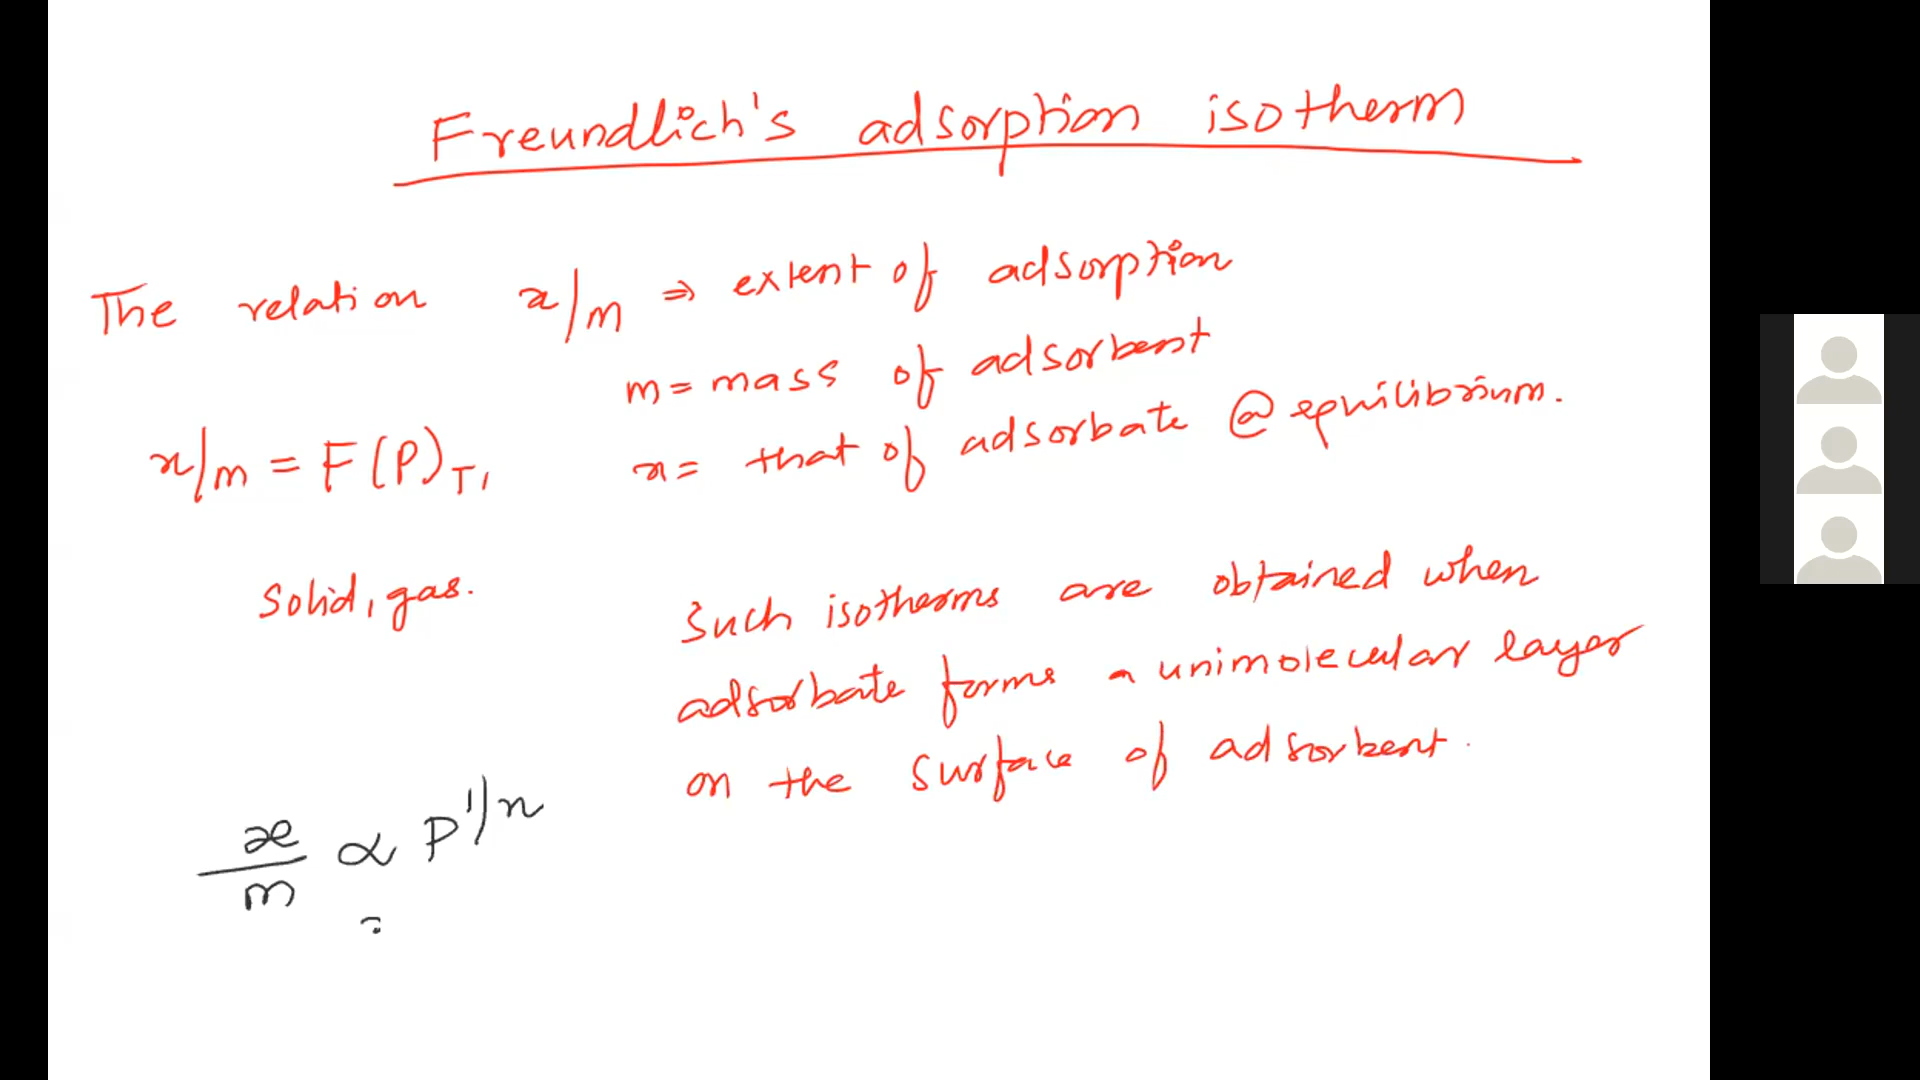 Freundlich's adsorption isotherm
The relation x/m ⇒ extent of adsorption
m = mass of adsorbent
x/m = F(P)T,
x = that of adsorbate @ equilibrium.
Solid, gas.
Such isotherms are obtained when
adsorbate forms a unimolecular layer
on the surface of adsorbent.
x/m ∝ P^1/n